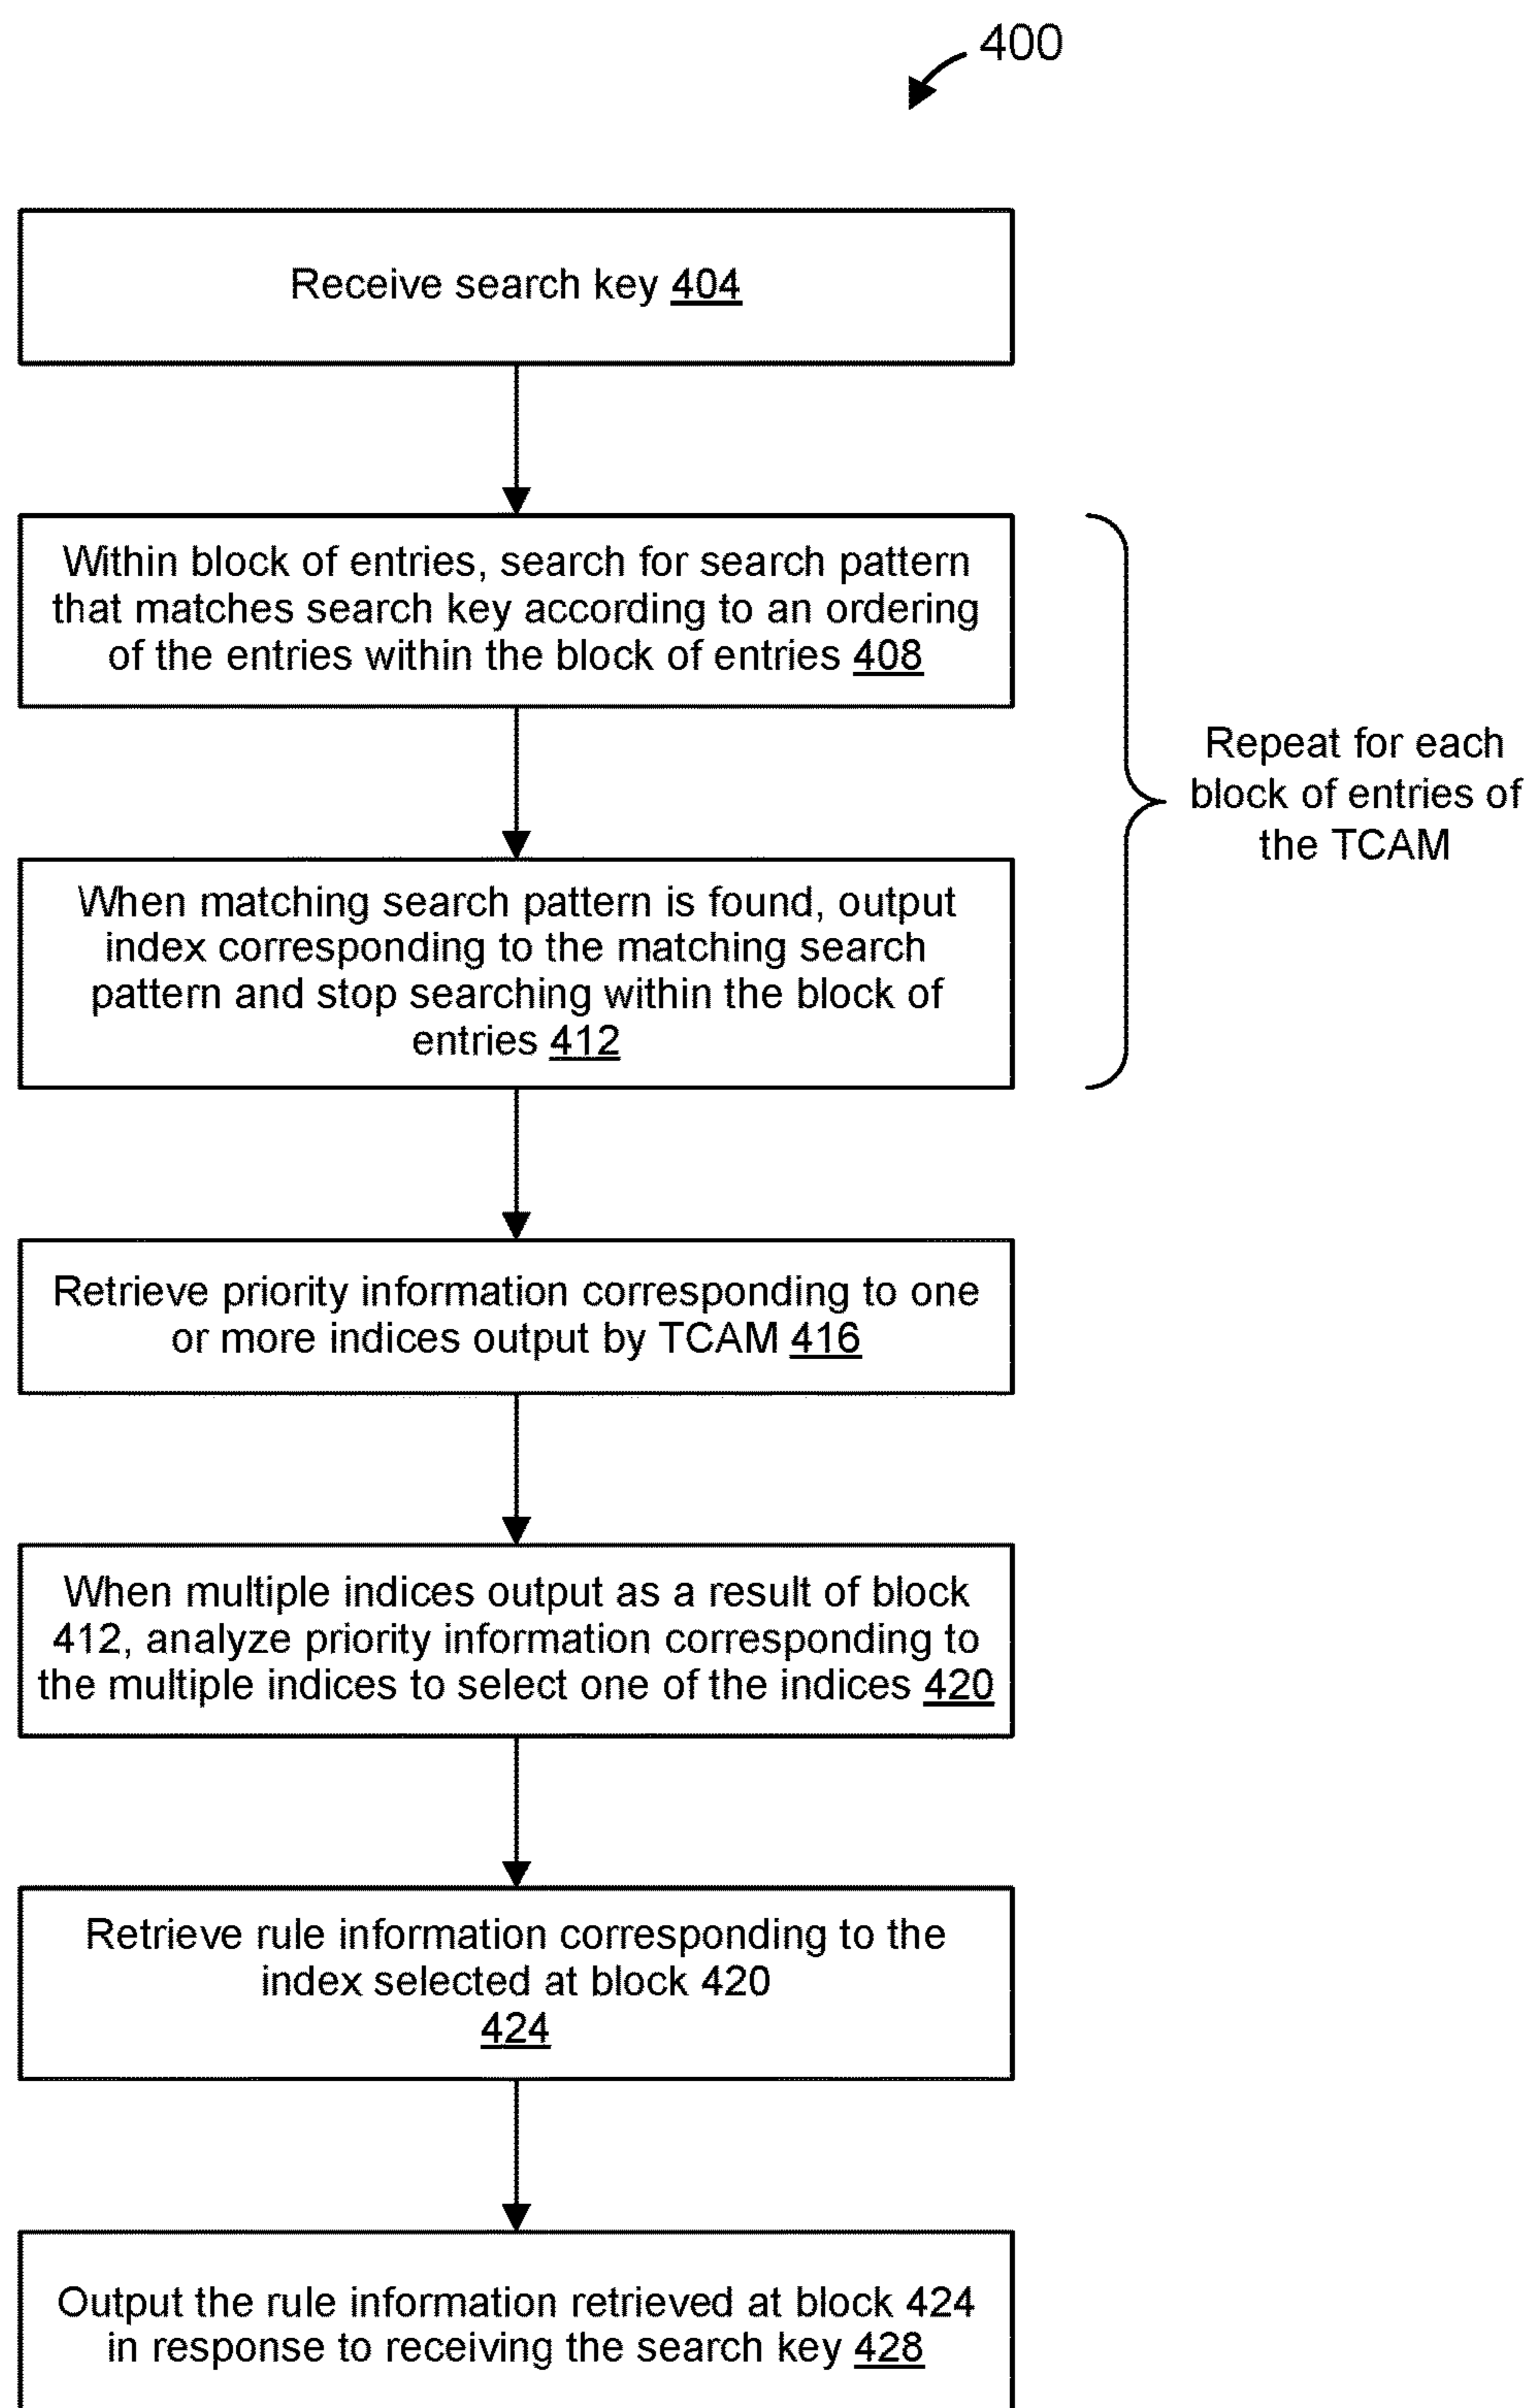 400
Receive search key 404
Within block of entries, search for search pattern
that matches search key according to an ordering
of the entries within the block of entries 408
Repeat for each
block of entries of
the TCAM
When matching search pattern is found, output
index corresponding to the matching search
pattern and stop searching within the block of
entries 412
Retrieve priority information corresponding to one
or more indices output by TCAM 416
When multiple indices output as a result of block
412, analyze priority information corresponding to
the multiple indices to select one of the indices 420
Retrieve rule information corresponding to the
index selected at block 420
424
Output the rule information retrieved at block 424
in response to receiving the search key 428